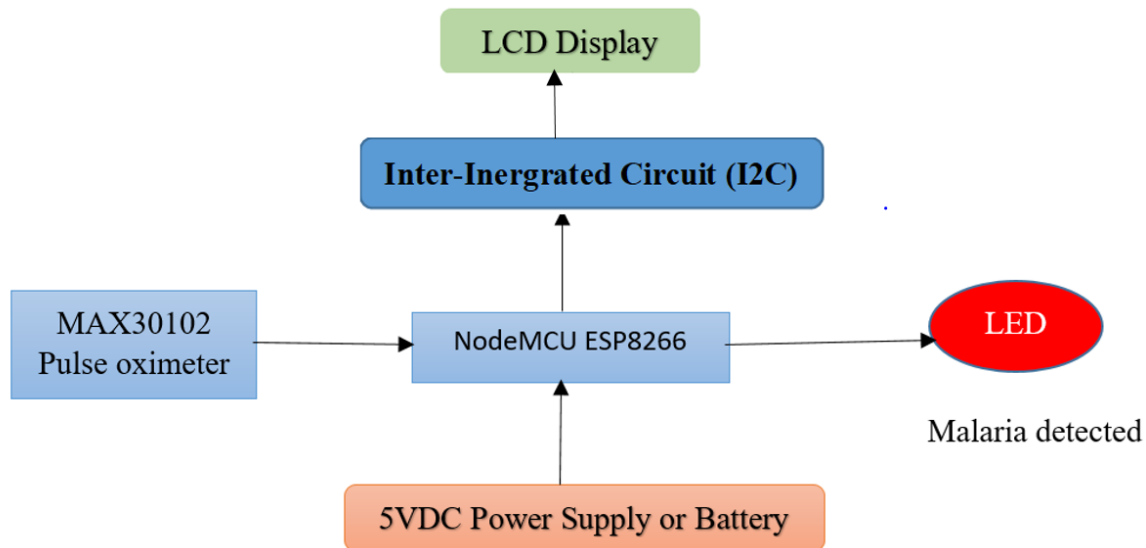 LCD Display
Inter-Inergrated Circuit (I2C)
MAX30102
Pulse oximeter
NodeMCU ESP8266
LED
Malaria detected
5VDC Power Supply or Battery